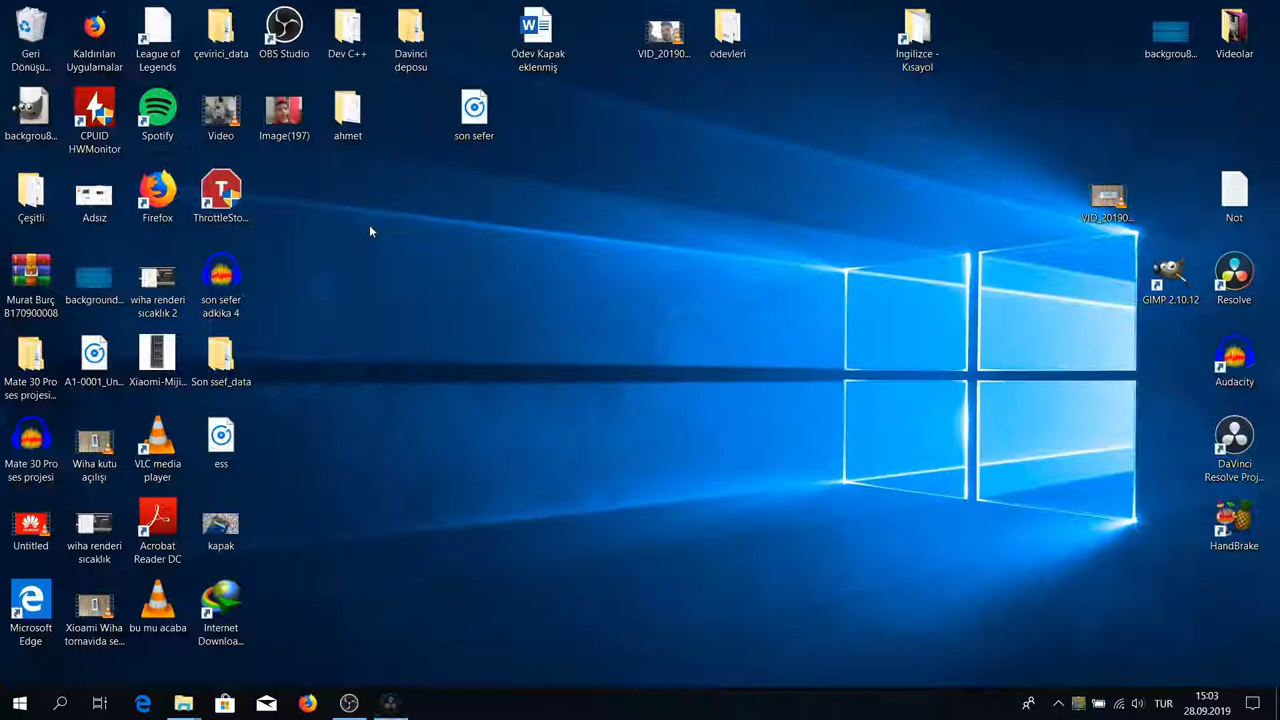 Geri
Dönüşü...
Kaldırılan
Uygulamalar
League of
Legends
çevirici_data
OBS Studio
Dev C++
Davinci
deposu
Ödev Kapak
eklenmiş
VID_20190...
ödevleri
Ingilizce -
Kısayol
backgrou8...
Videolar
backgrou8...
CPUID
HWMonitor
Spotify
Video
Image(197)
ahmet
son sefer
Çeşitli
Adsız
Firefox
ThrottleSto...
VID_20190...
Not
Murat Burç
B170900008
background...
wiha renderi
sıcaklık 2
son sefer
adkika 4
GIMP 2.10.12
Resolve
Mate 30 Pro
ses projesi...
A1-0001_Un...
Xiaomi-Miji...
Son ssef_data
Audacity
Mate 30 Pro
ses projesi
Wiha kutu
açılışı
VLC media
player
ess
DaVinci
Resolve Proj...
Untitled
wiha renderi
sıcaklık
Acrobat
Reader DC
kapak
HandBrake
Microsoft
Edge
Xioami Wiha
tornavida se...
bu mu acaba
Internet
Downloa...
TUR
15:03
28.09.2019